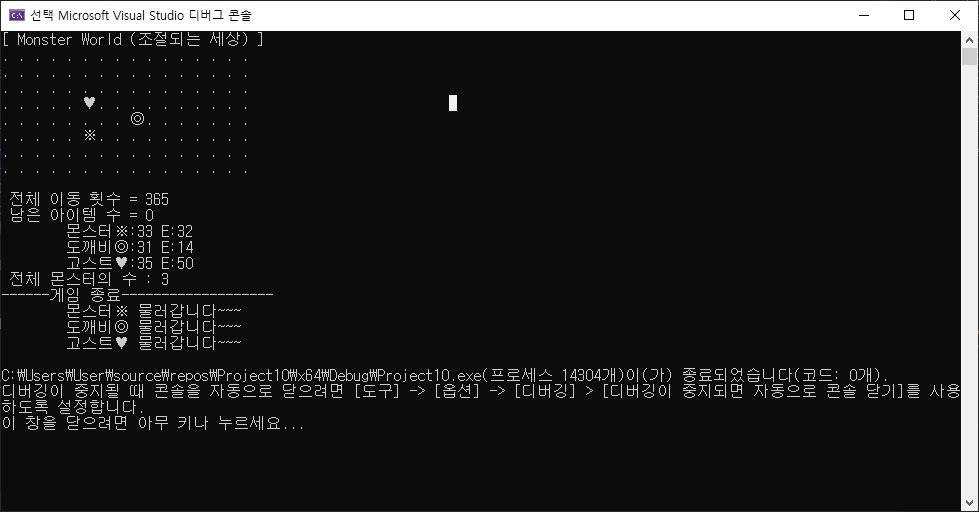 선택 Microsoft Visual Studio 디버그 콘솔
[ Monster World (조절되는 세상) ]
. . . . . . . . . . . . . . . .
. . . . . . . . . . . . . . . .
. . . . . . . . . . . . . . . .
. . . . . ♥. . . . . . . . . .
. . . . . . . . ◎. . . . . . .
. . . . . ※. . . . . . . . . .
. . . . . . . . . . . . . . . .
. . . . . . . . . . . . . . . .
전체 이동 횟수 = 365
남은 아이템 수 = 0
몬스터※:33 E:32
도깨비◎:31 E:14
고스트♥:35 E:50
전체 몬스터의 수 : 3
------게임 종료-------------------
몬스터※ 물러갑니다~~~
도깨비◎ 물러갑니다~~~
고스트♥ 물러갑니다~~~
C:₩Users₩User₩source₩repos₩Project10₩x64₩Debug₩Project10.exe(프로세스 14304개)이(가) 종료되었습니다(코드: 0개).
디버깅이 중지될 때 콘솔을 자동으로 닫으려면 [도구] -> [옵션] -> [디버깅] > [디버깅이 중지되면 자동으로 콘솔 닫기]를 사용
하도록 설정합니다.
이 창을 닫으려면 아무 키나 누르세요...